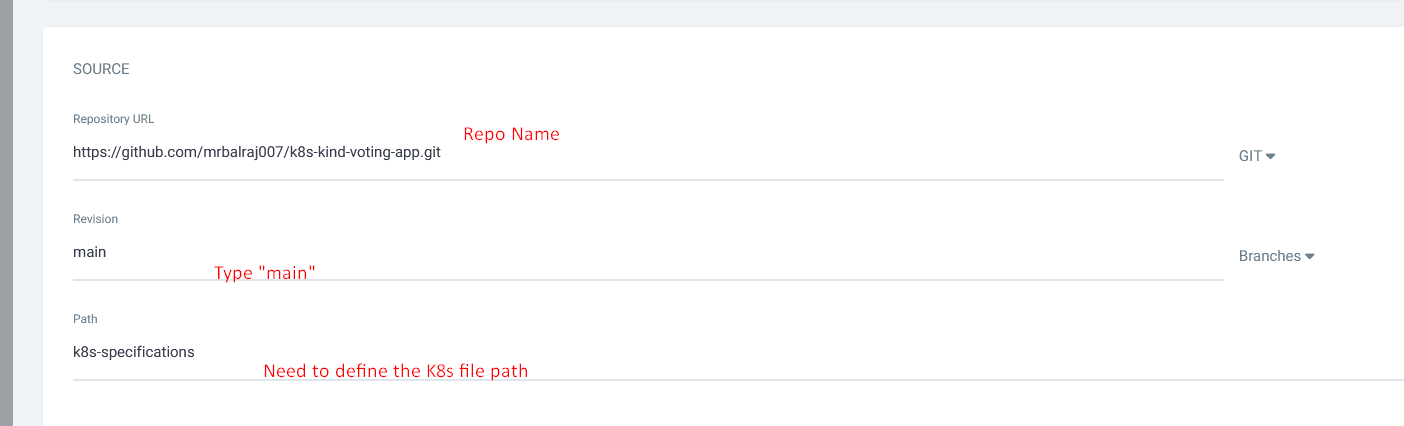 SOURCE
Repository URL
Repo Name
https://github.com/mrbalraj007/k8s-kind-voting-app.git
GIT
Revision
main
Branches
Type "main"
Path
k8s-specifications
Need to define the K8s file path